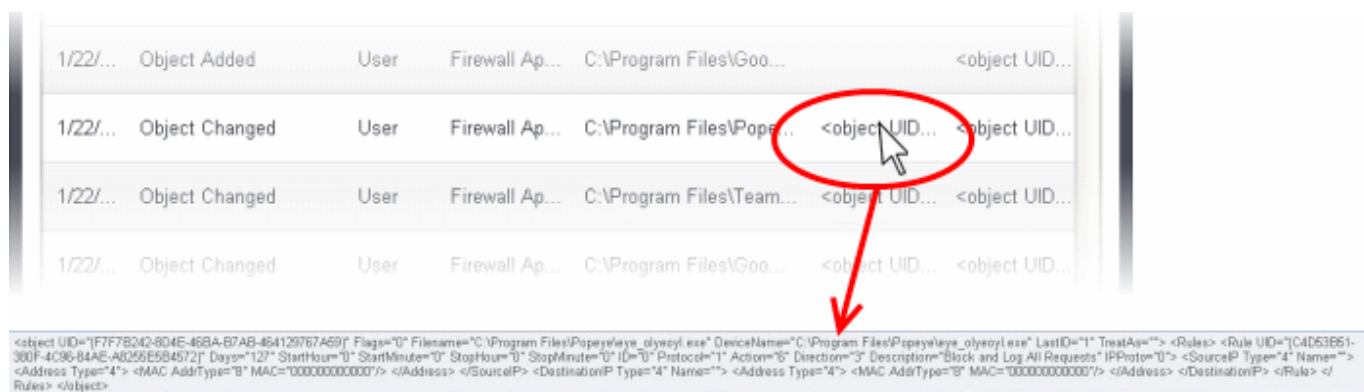 1/22/... Object Added User Firewall Ap... C:\Program Files\Goo... <object UID...
1/22/... Object Changed User Firewall Ap... C:\Program Files\Pope... <object UID... <object UID...
1/22/... Object Changed User Firewall Ap... C:\Program Files\Team... <object UID... <object UID...
1/22/... Object Changed User Firewall Ap... C:\Program Files\Goo... <object UID... <object UID...
<object UID="{F7F7B242-8D4E-46BA-B7AB-464129767A59}" Flags="0" Filename="C:\Program Files\Popeye\eye_olyeoyl.exe" DeviceName="C:\Program Files\Popeye\eye_olyeoyl.exe" LastID="1" TreatAs=""> <Rules> <Rule UID="{C4D53B51-
380F-4C96-84AE-A8255E5B4572}" Days="127" StartHour="0" StartMinute="0" StopHour="0" StopMinute="0" ID="0" Protocol="1" Action="6" Direction="3" Description="Block and Log All Requests" IPProto="0"> <SourceIP Type="4" Name="">
<Address Type="4"> <MAC AddrType="8" MAC="000000000000"/> </Address> </SourceIP> <DestinationIP Type="4" Name=""> <Address Type="4"> <MAC AddrType="8" MAC="000000000000"/> </Address> </DestinationIP> </Rule> </
Rules> </object>